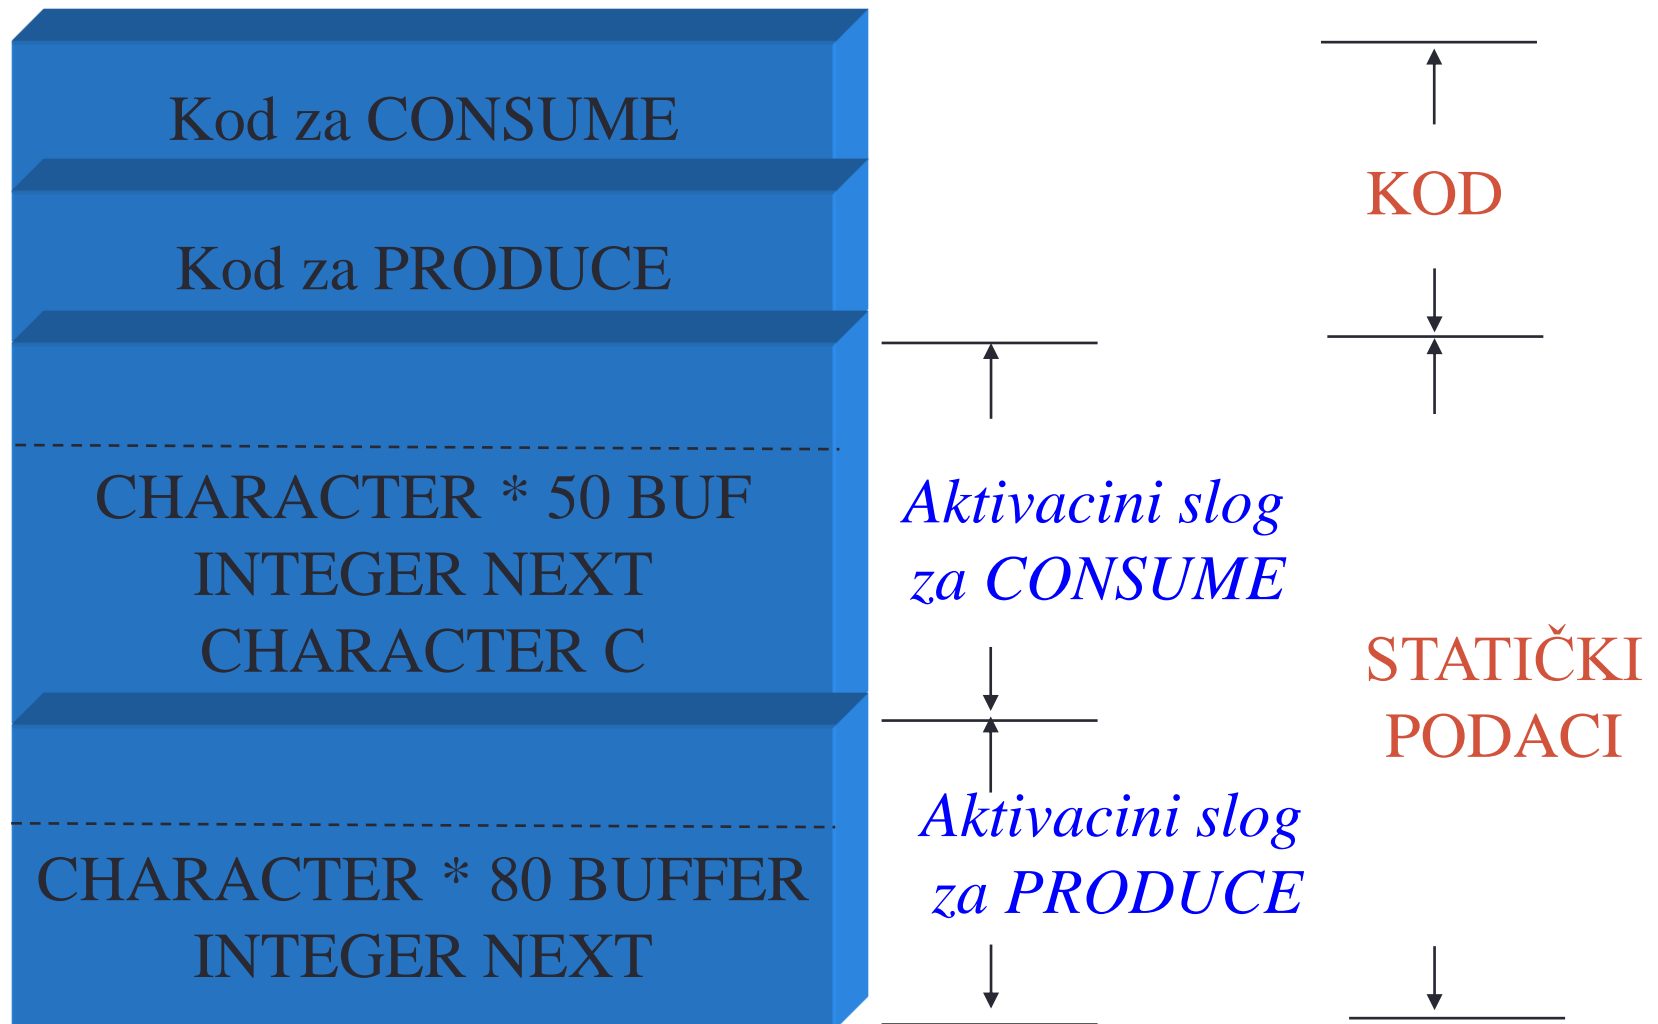 Kod za CONSUME
Kod za PRODUCE
CHARACTER * 50 BUF
INTEGER NEXT
CHARACTER C
CHARACTER * 80 BUFFER
INTEGER NEXT
Aktivacini slog
za CONSUME
Aktivacini slog
za PRODUCE
KOD
STATIČKI
PODACI